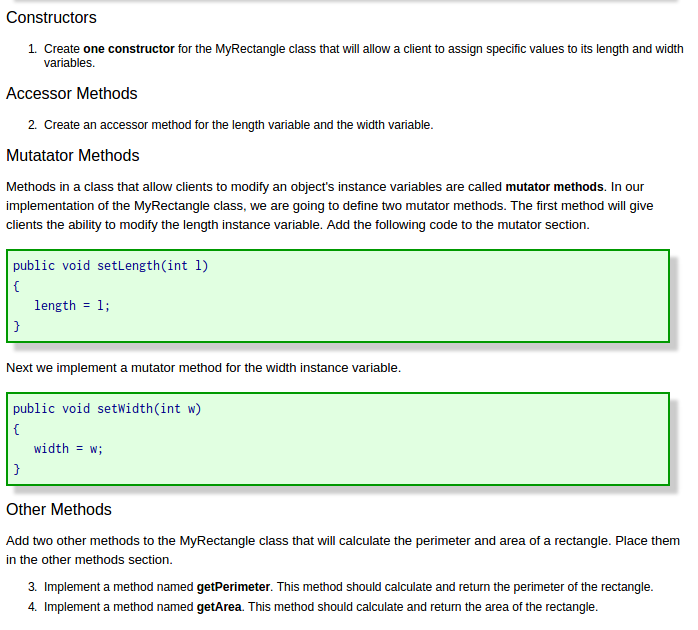 Constructors
1. Create one constructor for the MyRectangle class that will allow a client to assign specific values to its length and width
variables.
Accessor Methods
2. Create an accessor method for the length variable and the width variable.
Mutatator Methods
Methods in a class that allow clients to modify an object's instance variables are called mutator methods. In our
implementation of the MyRectangle class, we are going to define two mutator methods. The first method will give
clients the ability to modify the length instance variable. Add the following code to the mutator section.
public void setLength(int l)
{
length = l;
}
Next we implement a mutator method for the width instance variable.
public void setWidth(int w)
{
width = w;
}
Other Methods
Add two other methods to the MyRectangle class that will calculate the perimeter and area of a rectangle. Place them
in the other methods section.
3. Implement a method named getPerimeter. This method should calculate and return the perimeter of the rectangle.
4. Implement a method named getArea. This method should calculate and return the area of the rectangle.